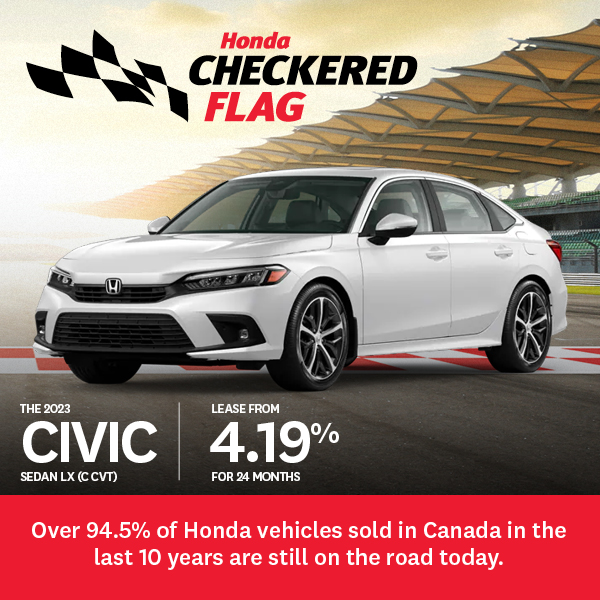 Honda
CHECKERED
FLAG
THE 2023
CIVIC
SEDAN LX (C CVT)
LEASE FROM
4.19%
FOR 24 MONTHS
Over 94.5% of Honda vehicles sold in Canada in the
last 10 years are still on the road today.